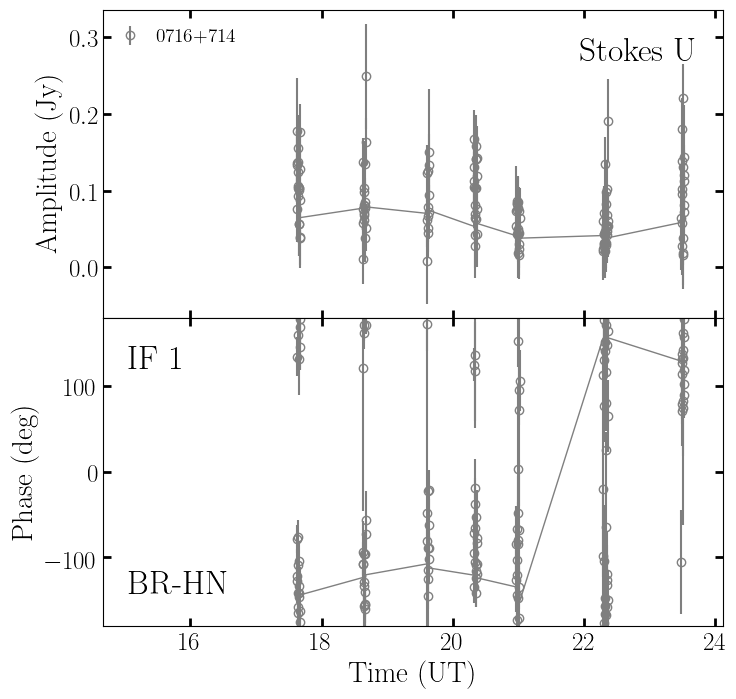 0716+714
Stokes U
0.3
0.2
0.1
0.0
Amplitude (Jy)
IF 1
100
0
−100
Phase (deg)
BR-HN
16 18 20 22 24
Time (UT)